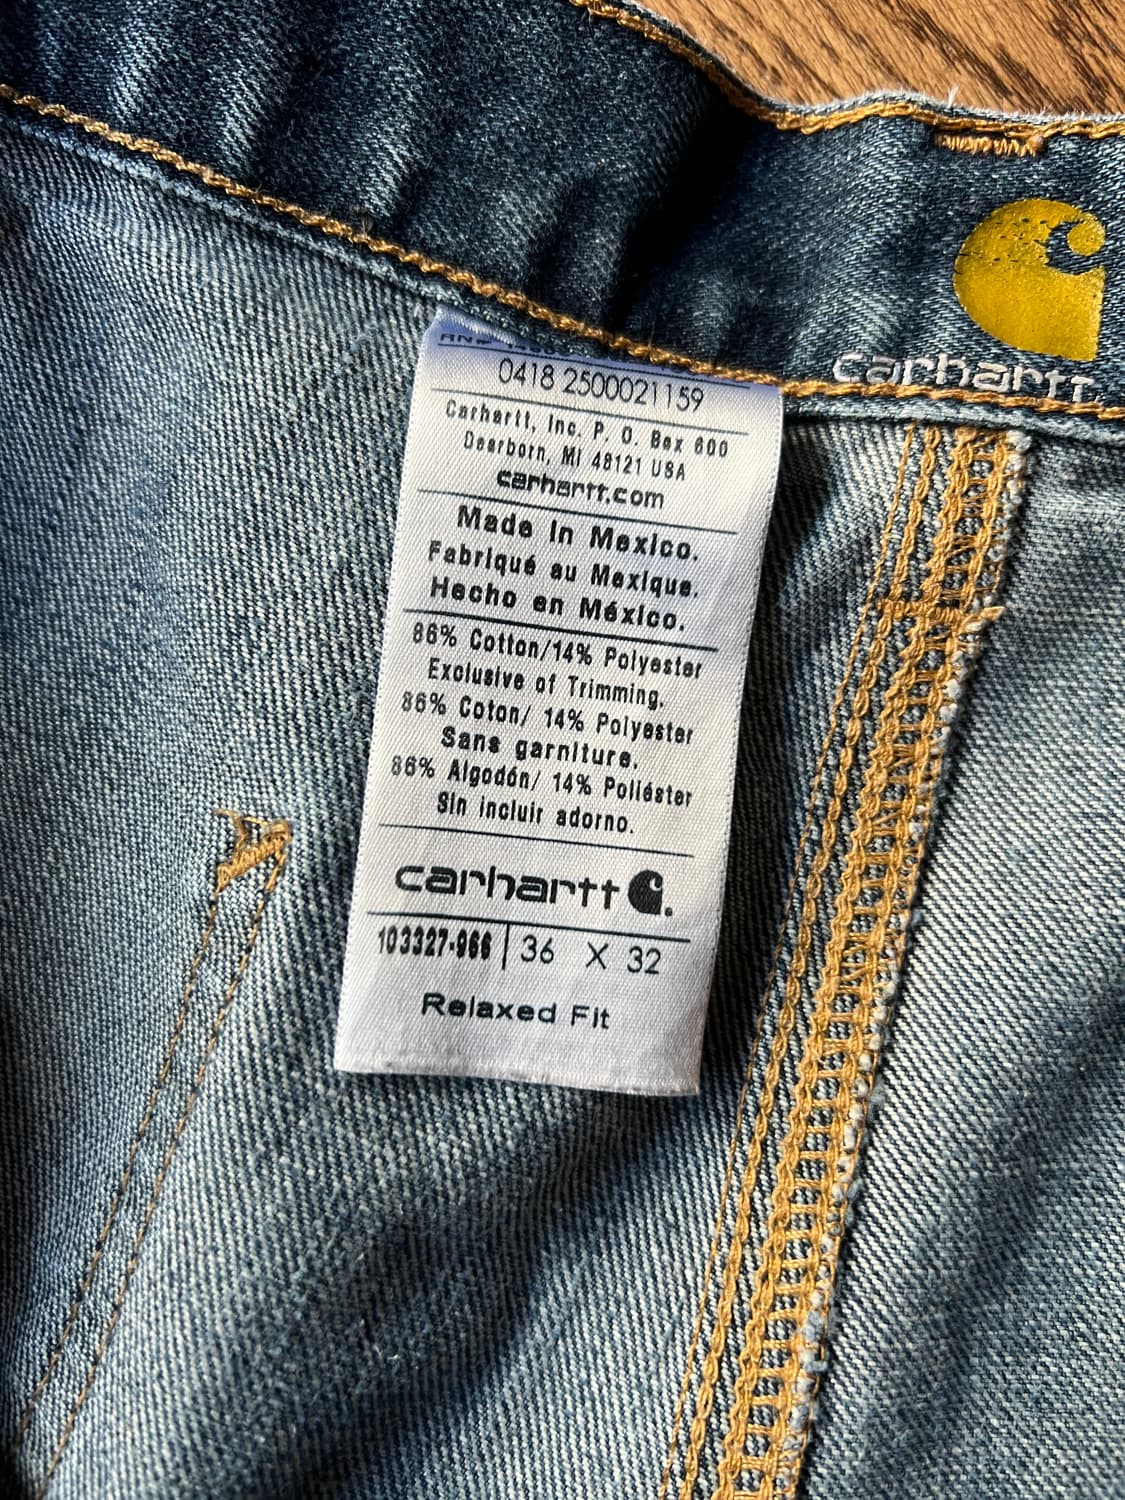 0418 2500021159
carhartt
Carhartt, Inc. P. O. Box 600
Dearborn, MI 48121 USA
carhartt.com
Made In Mexico.
Fabriqué au Mexique.
Hecho en México.
86% Cotton/14% Polyester
Exclusive of Trimming.
86% Coton/ 14% Polyester
Sans garniture.
86% Algodón/ 14% Poliéster
Sin incluir adorno.
carhartt
103327-966 36 X 32
Relaxed Fit